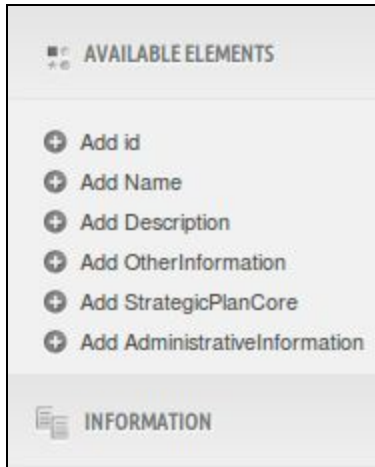 AVAILABLE ELEMENTS
Add id
Add Name
Add Description
Add OtherInformation
Add StrategicPlanCore
Add AdministrativeInformation
INFORMATION